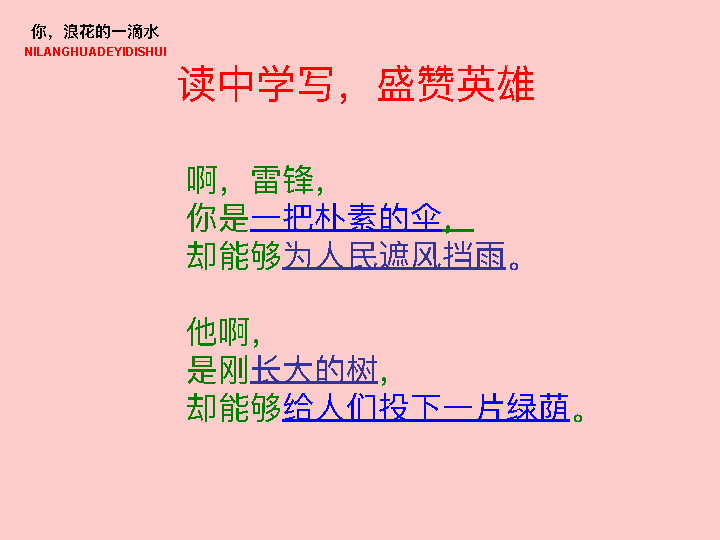 你，浪花的一滴水
NILANGHUADEYIDISHUI
读中学写，盛赞英雄
啊，雷锋，
你是一把朴素的伞，
却能够为人民遮风挡雨。
他啊，
是刚长大的树，
却能够给人们投下一片绿荫。